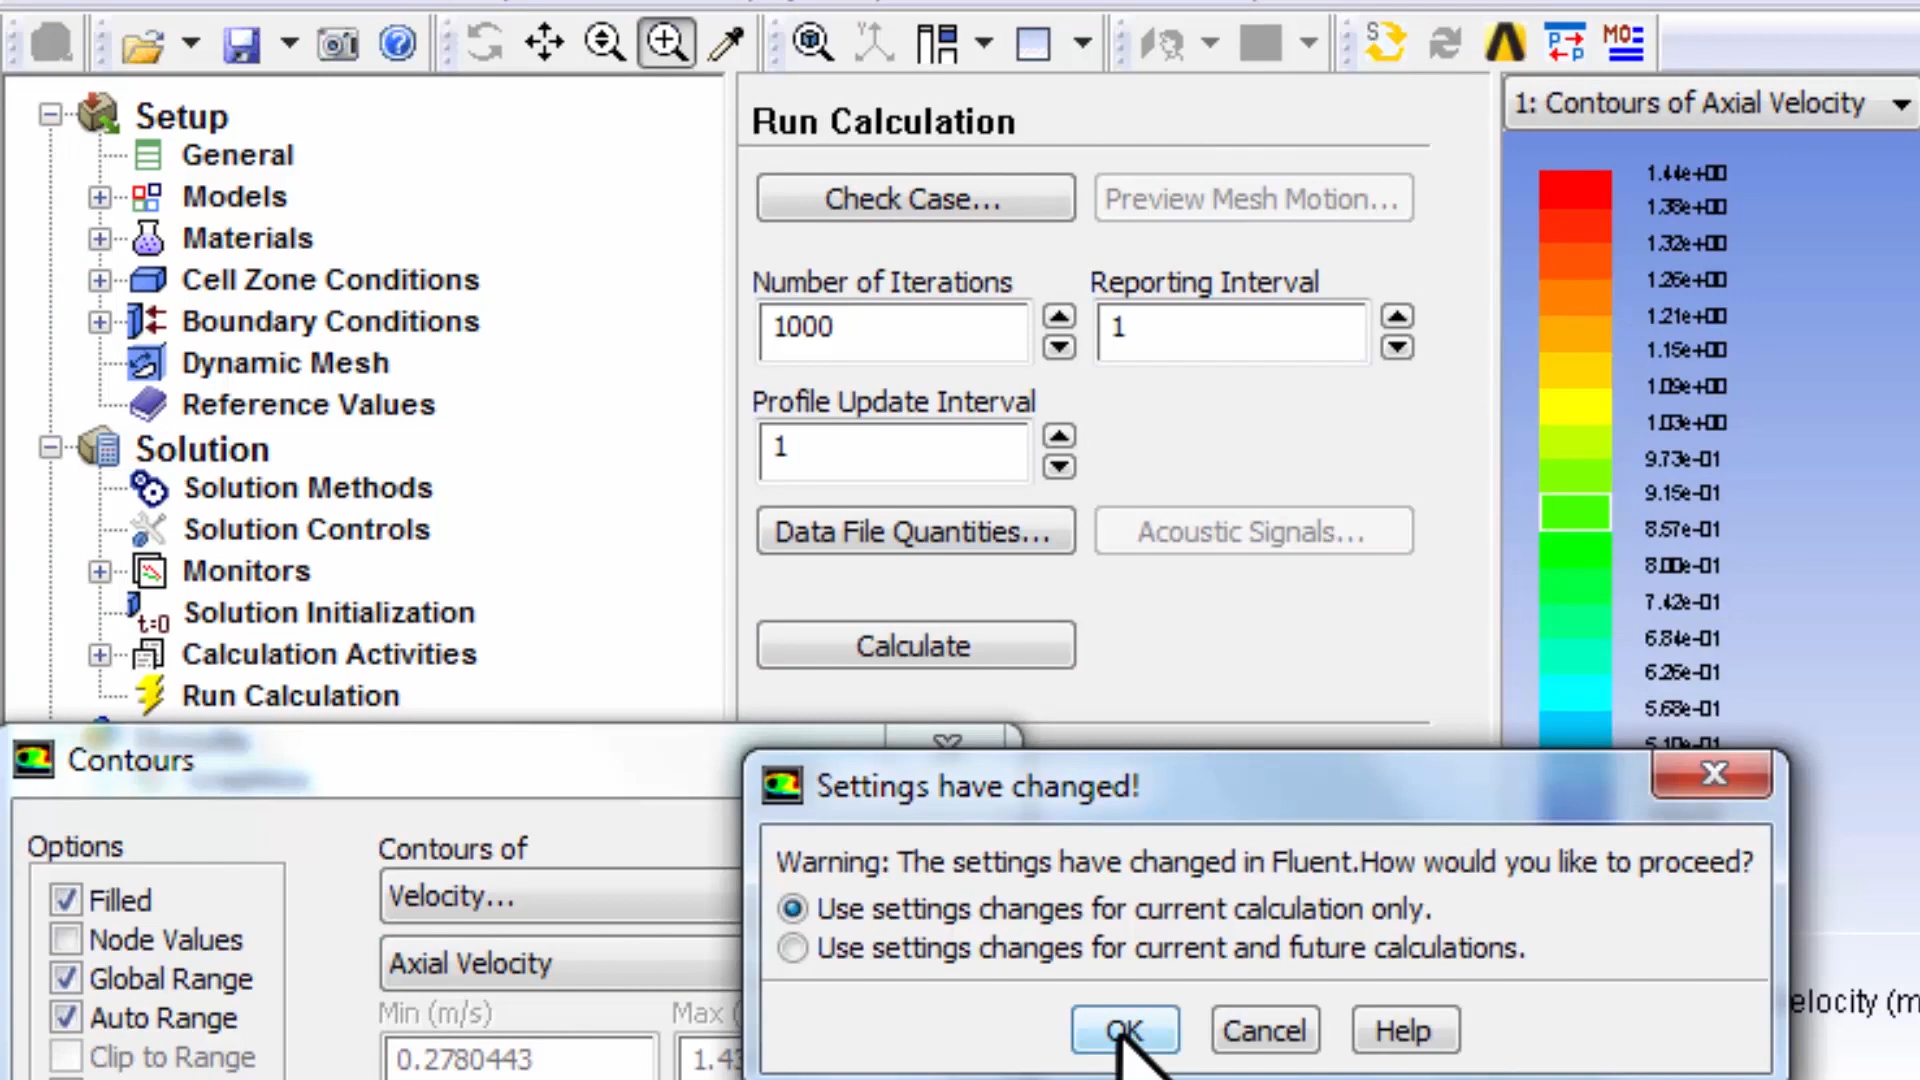 MO
Setup
General
Models
Materials
Cell Zone Conditions
Boundary Conditions
Dynamic Mesh
Reference Values
Solution
Solution Methods
Solution Controls
Monitors
t=0 Solution Initialization
Calculation Activities
Run Calculation
Run Calculation
Check Case... Preview Mesh Motion...
Number of Iterations Reporting Interval
1000 1
Profile Update Interval
1
Data File Quantities... Acoustic Signals...
Calculate
1: Contours of Axial Velocity
1.44e+00
1.38e+00
1.32e+00
1.26e+00
1.21e+00
1.15e+00
1.09e+00
1.03e+00
9.73e-01
9.15e-01
8.57e-01
8.00e-01
7.42e-01
6.84e-01
6.26e-01
5.68e-01
5.10e-01
Contours
Options
Filled
Node Values
Global Range
Auto Range
Clip to Range
Contours of
Velocity...
Axial Velocity
Min (m/s) Max (
0.2780443 1.43
Settings have changed!
Warning: The settings have changed in Fluent.How would you like to proceed?
Use settings changes for current calculation only.
Use settings changes for current and future calculations.
OK Cancel Help
elocity (m